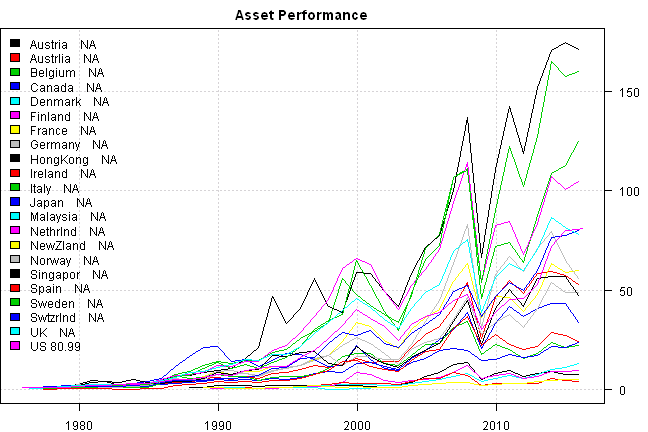 Asset Performance
Austria NA
Austrlia NA
Belgium NA
Canada NA
Denmark NA
Finland NA
France NA
Germany NA
HongKong NA
Ireland NA
Italy NA
Japan NA
Malaysia NA
Nethrlnd NA
NewZland NA
Norway NA
Singapor NA
Spain NA
Sweden NA
Swtzrlnd NA
UK NA
US 80.99
150
100
50
0
1980 1990 2000 2010